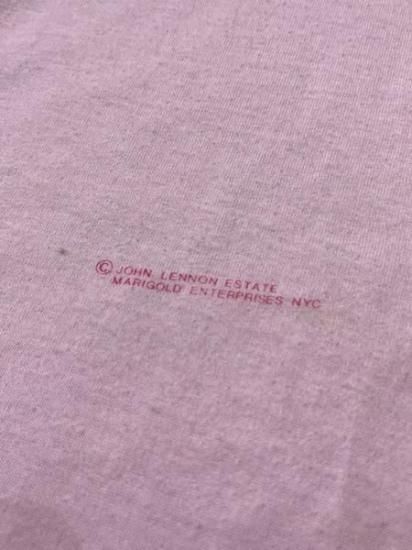 © JOHN LENNON ESTATE
MARIGOLD ENTERPRISES NYC